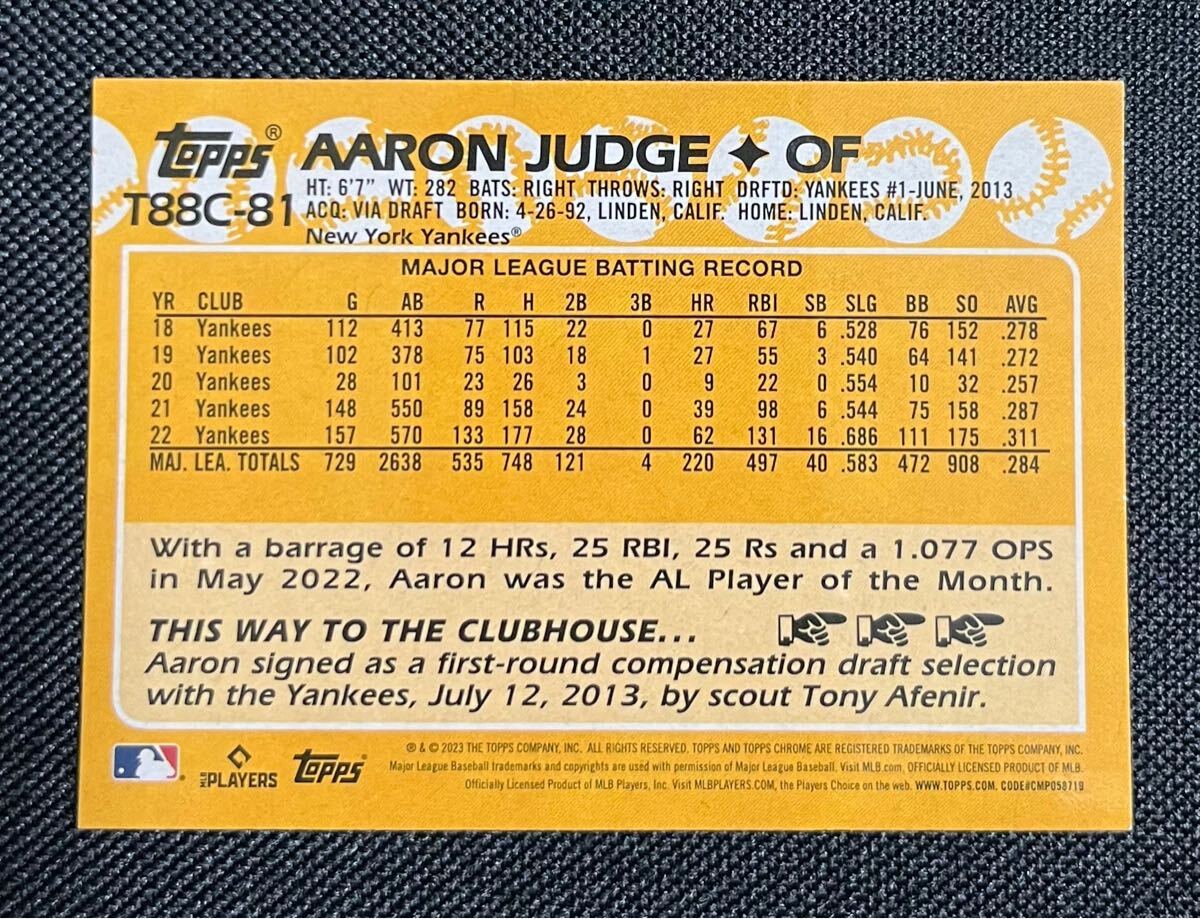 Topps® AARON JUDGE ✦ OF
T88C-81 HT: 6'7" WT: 282 BATS: RIGHT THROWS: RIGHT DRFTD: YANKEES #1-JUNE, 2013
ACQ: VIA DRAFT BORN: 4-26-92, LINDEN, CALIF. HOME: LINDEN, CALIF.
New York Yankees®
MAJOR LEAGUE BATTING RECORD
YR CLUB G AB R H 2B 3B HR RBI SB SLG BB SO AVG
18 Yankees 112 413 77 115 22 0 27 67 6 .528 76 152 .278
19 Yankees 102 378 75 103 18 1 27 55 3 .540 64 141 .272
20 Yankees 28 101 23 26 3 0 9 22 0 .554 10 32 .257
21 Yankees 148 550 89 158 24 0 39 98 6 .544 75 158 .287
22 Yankees 157 570 133 177 28 0 62 131 16 .686 111 175 .311
MAJ. LEA. TOTALS 729 2638 535 748 121 4 220 497 40 .583 472 908 .284
With a barrage of 12 HRs, 25 RBI, 25 Rs and a 1.077 OPS
in May 2022, Aaron was the AL Player of the Month.
THIS WAY TO THE CLUBHOUSE...
Aaron signed as a first-round compensation draft selection
with the Yankees, July 12, 2013, by scout Tony Afenir.
MLB PLAYERS Topps
® & © 2023 THE TOPPS COMPANY, INC. ALL RIGHTS RESERVED. TOPPS AND TOPPS CHROME ARE REGISTERED TRADEMARKS OF THE TOPPS COMPANY, INC.
Major League Baseball trademarks and copyrights are used with permission of Major League Baseball. Visit MLB.com. OFFICIALLY LICENSED PRODUCT OF MLB.
Officially Licensed Product of MLB Players, Inc. Visit MLBPLAYERS.COM, the Players Choice on the web. WWW.TOPPS.COM. CODE#CMP058719